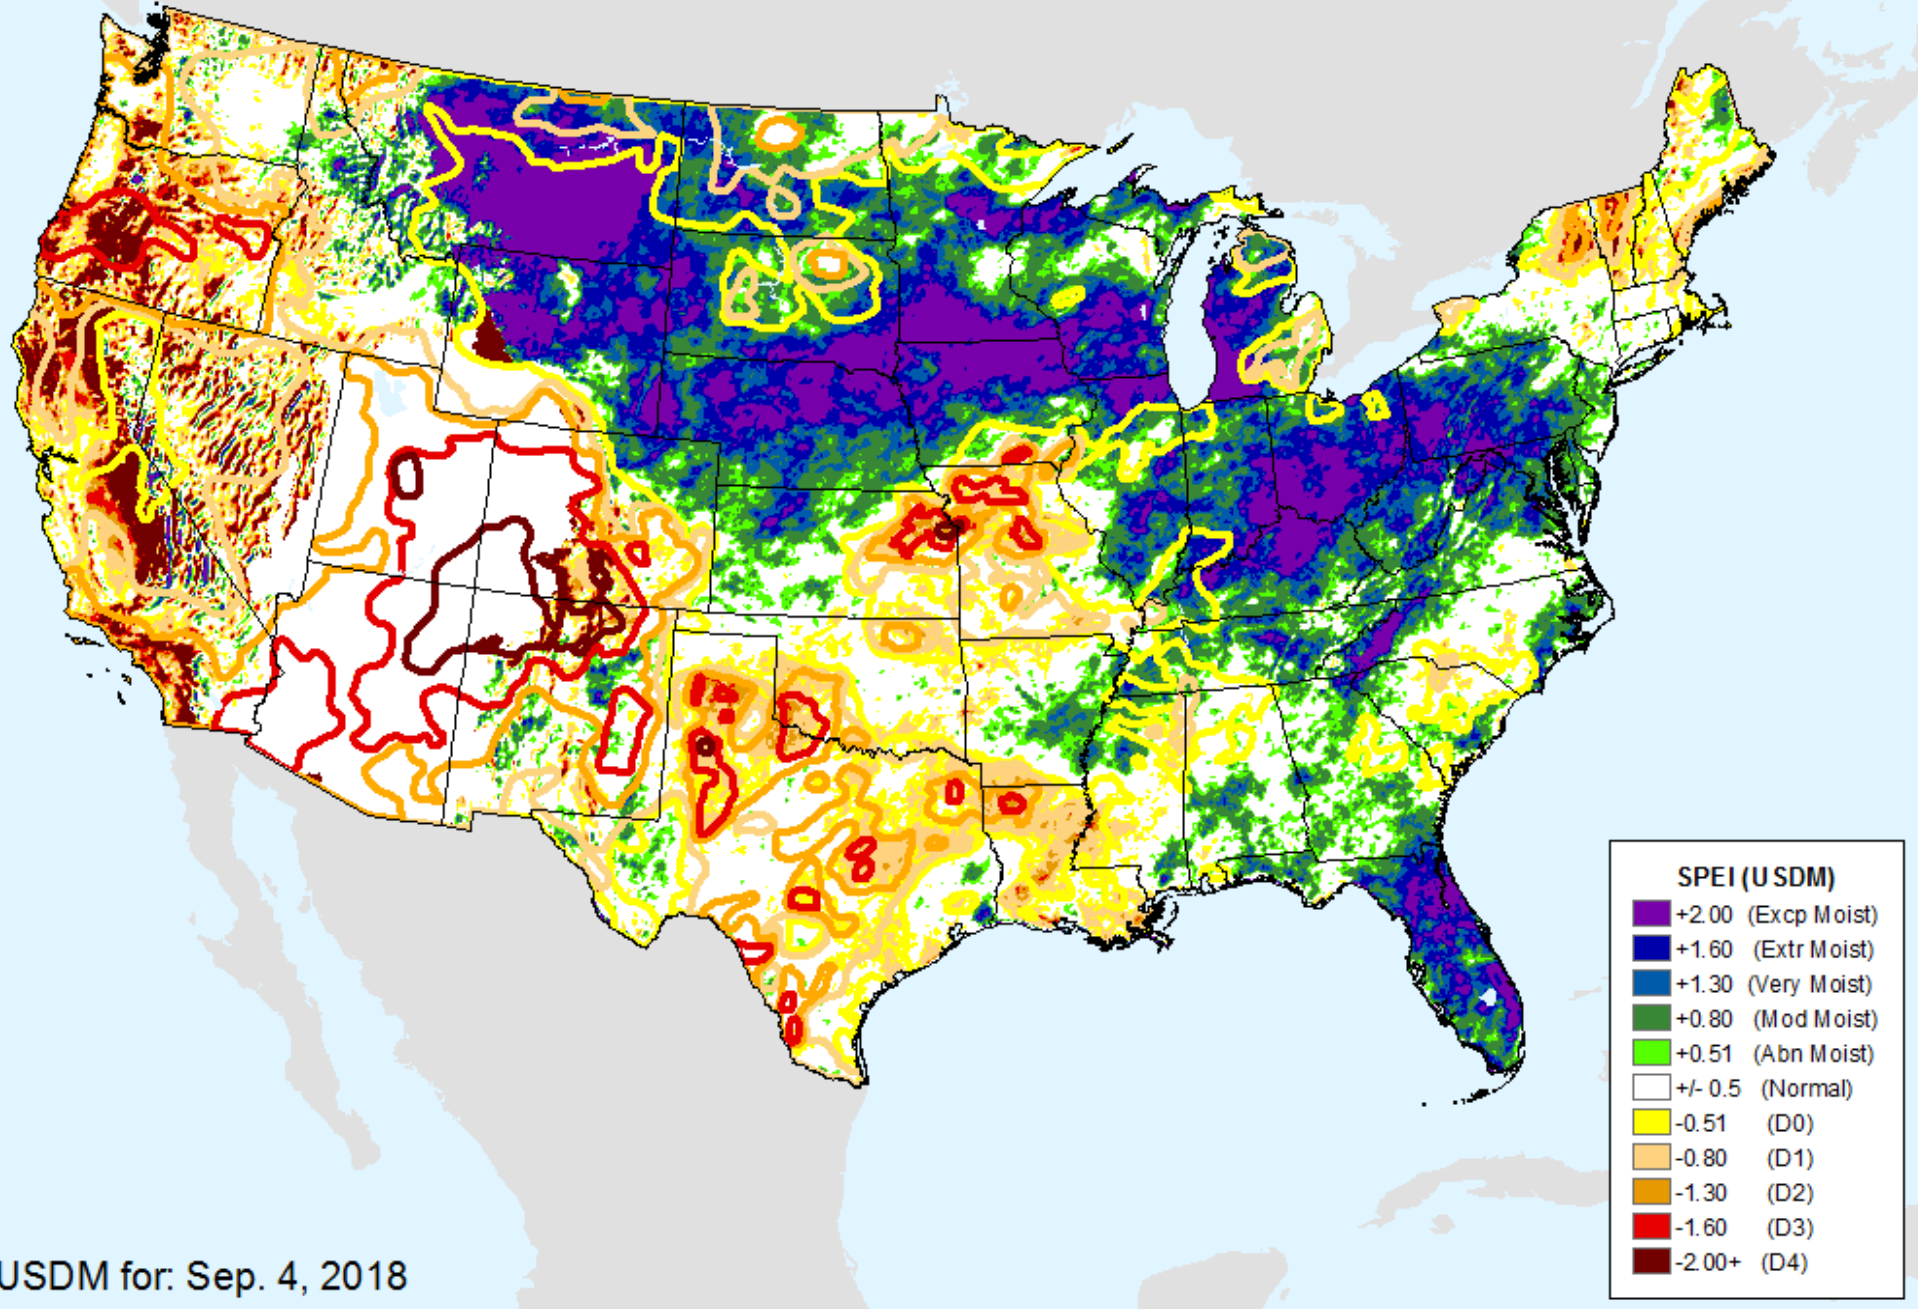 SPEI (USDM)
+2.00 (Excp Moist)
+1.60 (Extr Moist)
+1.30 (Very Moist)
+0.80 (Mod Moist)
+0.51 (Abn Moist)
+/- 0.5 (Normal)
-0.51 (D0)
-0.80 (D1)
-1.30 (D2)
-1.60 (D3)
-2.00+ (D4)
USDM for: Sep. 4, 2018